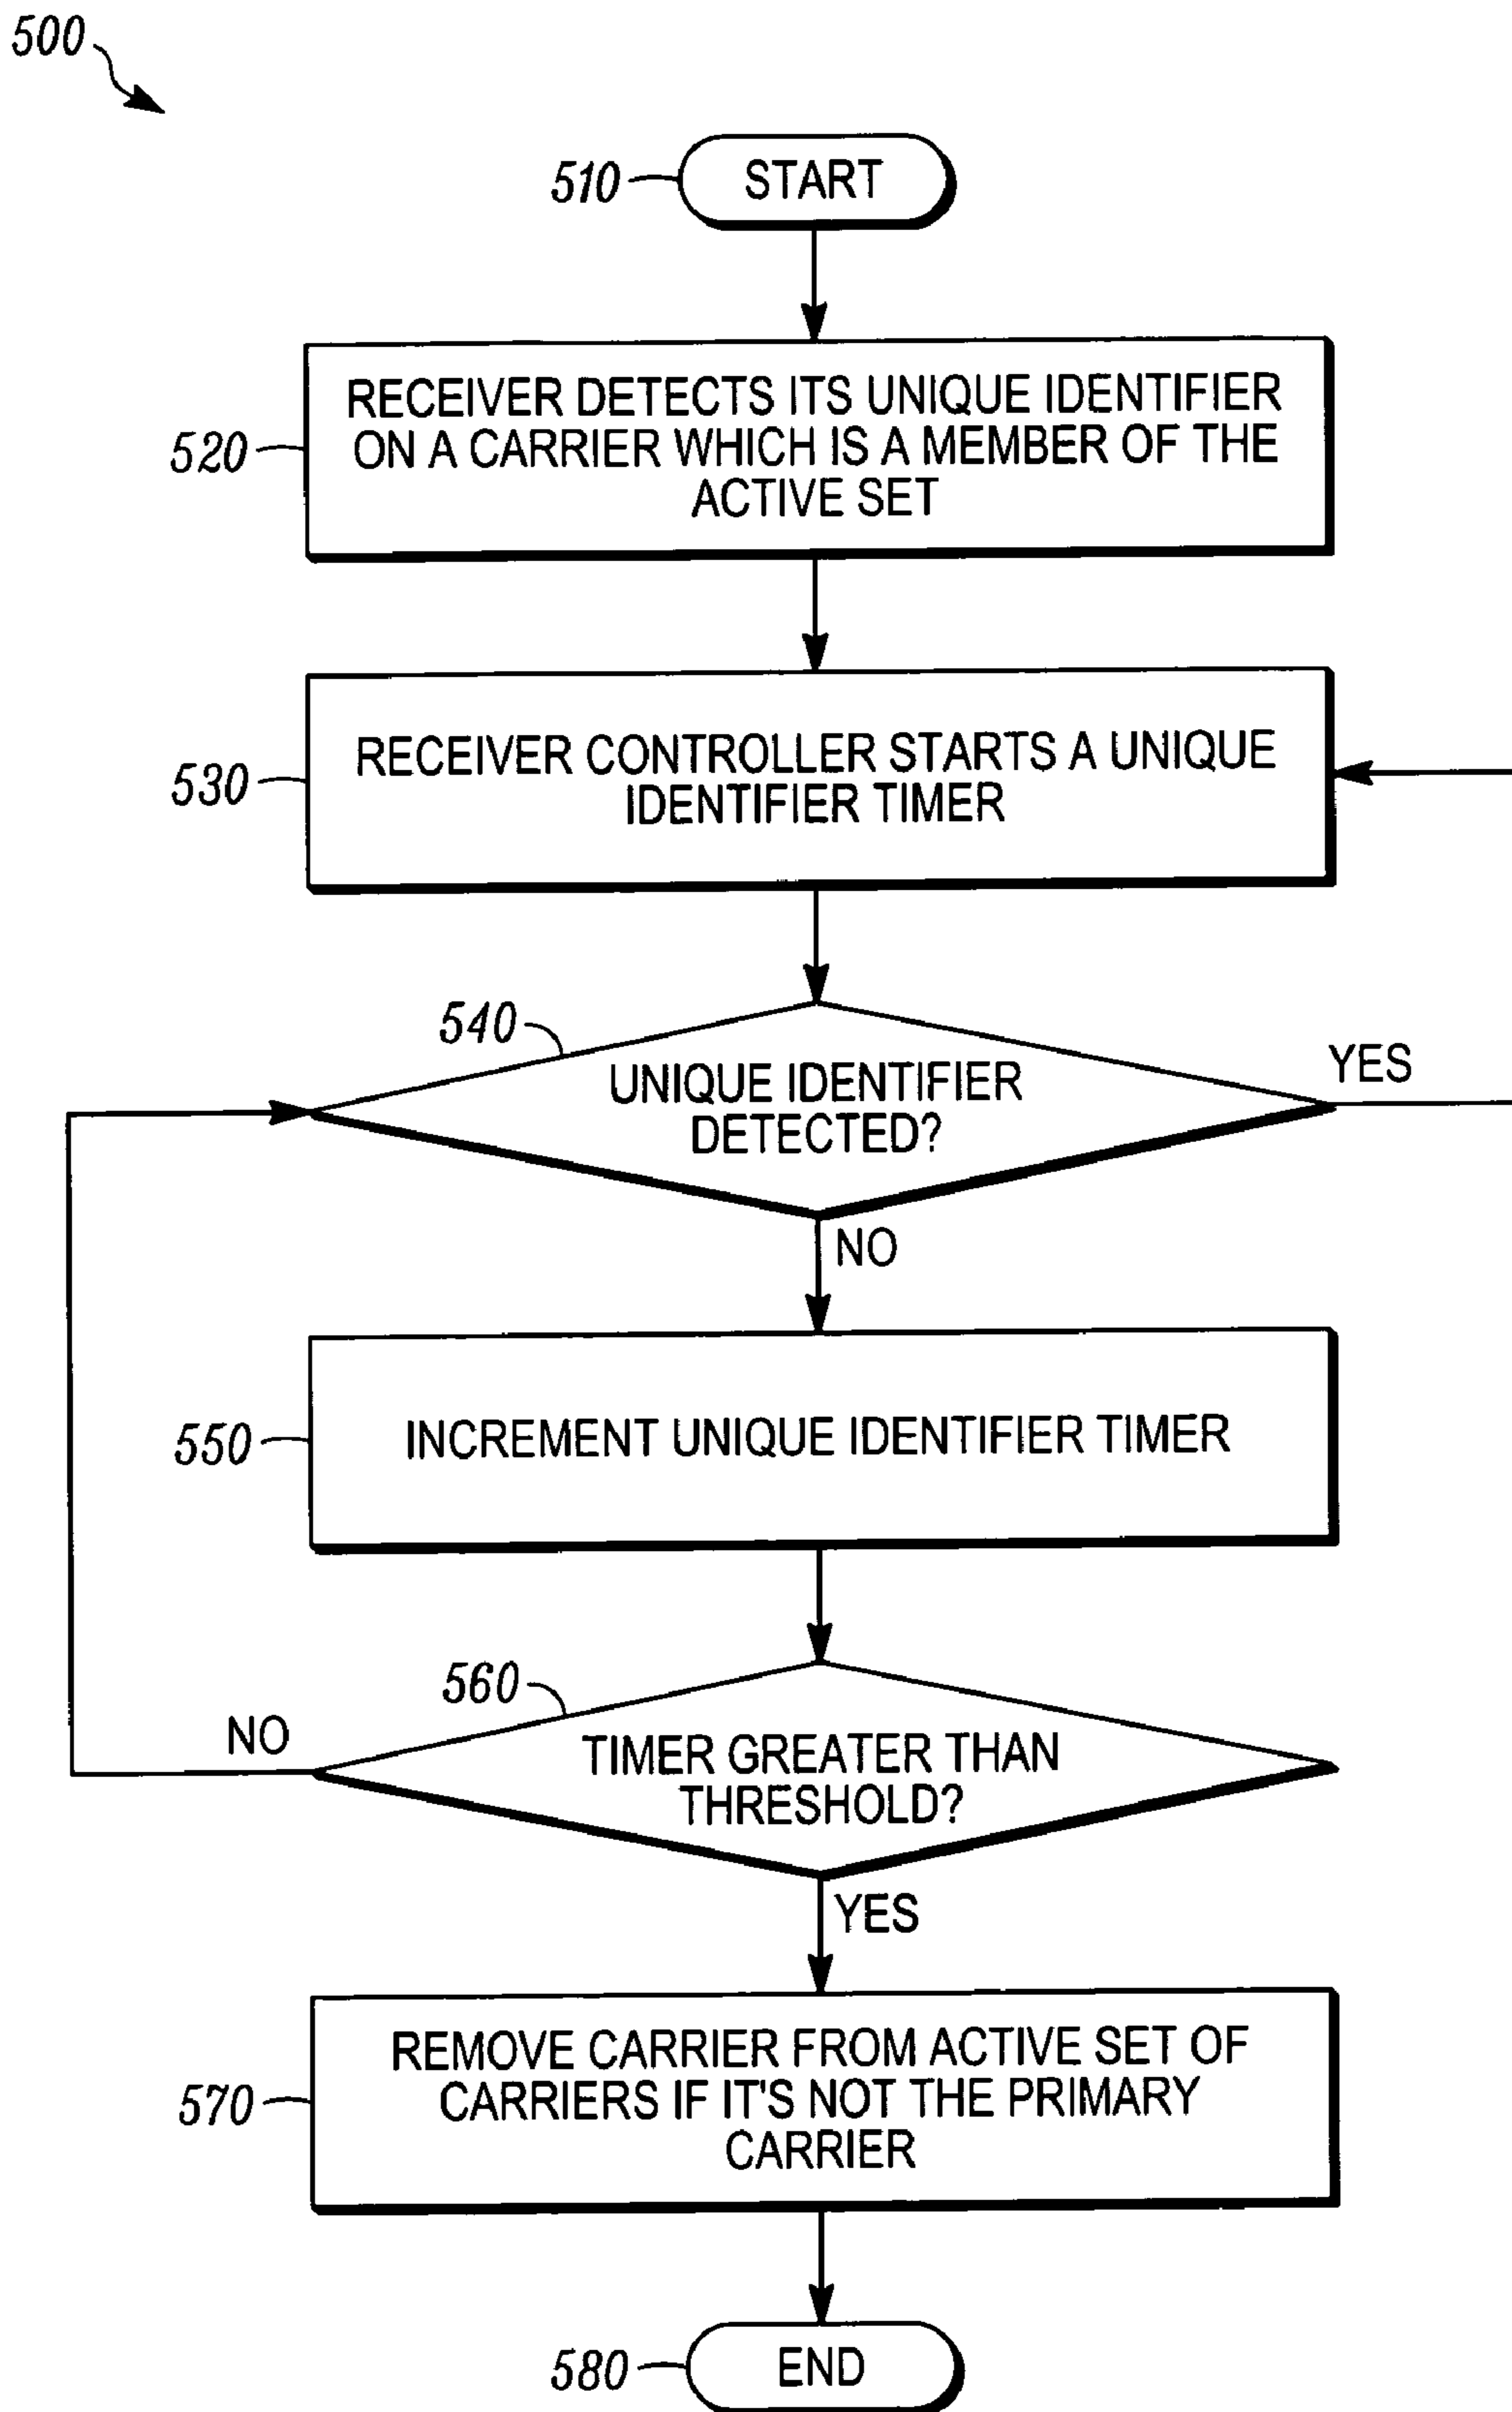 500
510
START
520
RECEIVER DETECTS ITS UNIQUE IDENTIFIER
ON A CARRIER WHICH IS A MEMBER OF THE
ACTIVE SET
530
RECEIVER CONTROLLER STARTS A UNIQUE
IDENTIFIER TIMER
540
UNIQUE IDENTIFIER
DETECTED?
YES
NO
550
INCREMENT UNIQUE IDENTIFIER TIMER
560
TIMER GREATER THAN
THRESHOLD?
NO
YES
570
REMOVE CARRIER FROM ACTIVE SET OF
CARRIERS IF IT'S NOT THE PRIMARY
CARRIER
580
END